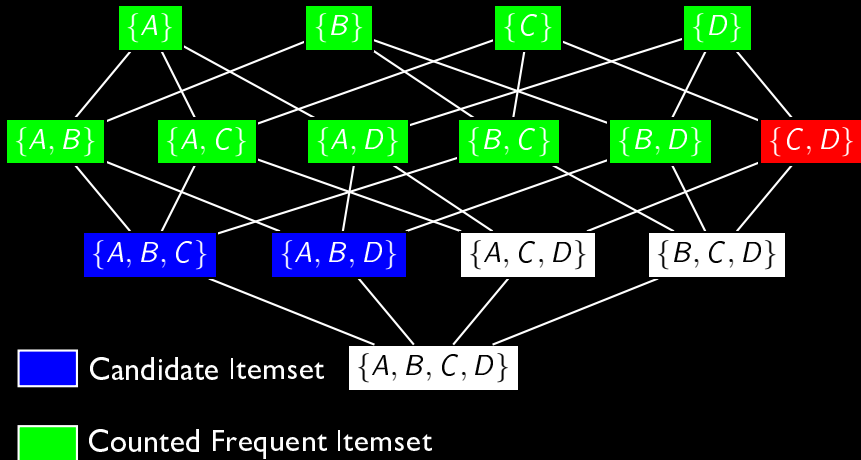 {A} {B} {C} {D}
{A, B} {A, C} {A, D} {B, C} {B, D} {C, D}
{A, B, C} {A, B, D} {A, C, D} {B, C, D}
{A, B, C, D}
Candidate Itemset
Counted Frequent Itemset